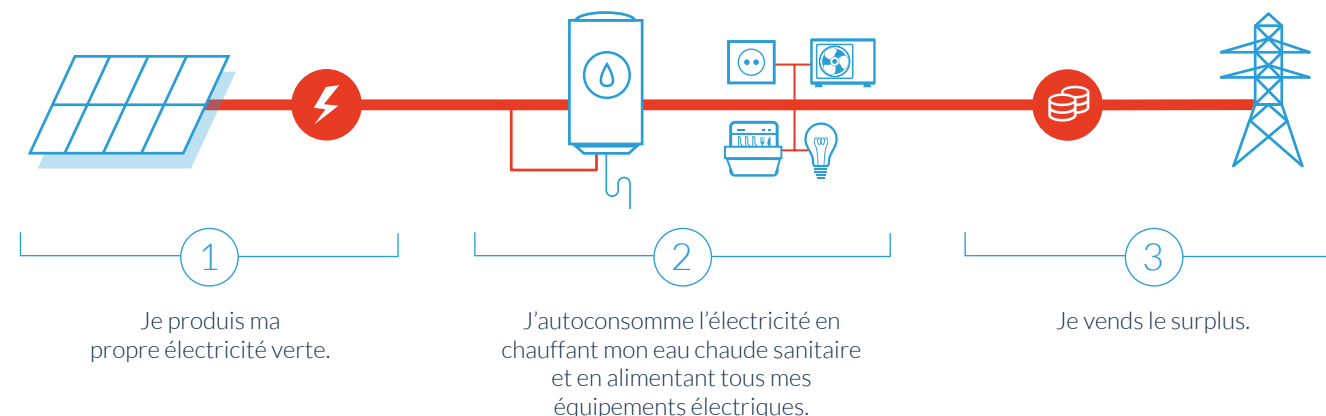 1
Je produis ma
propre électricité verte.
2
J'autoconsomme l'électricité en
chauffant mon eau chaude sanitaire
et en alimentant tous mes
équipements électriques.
3
Je vends le surplus.